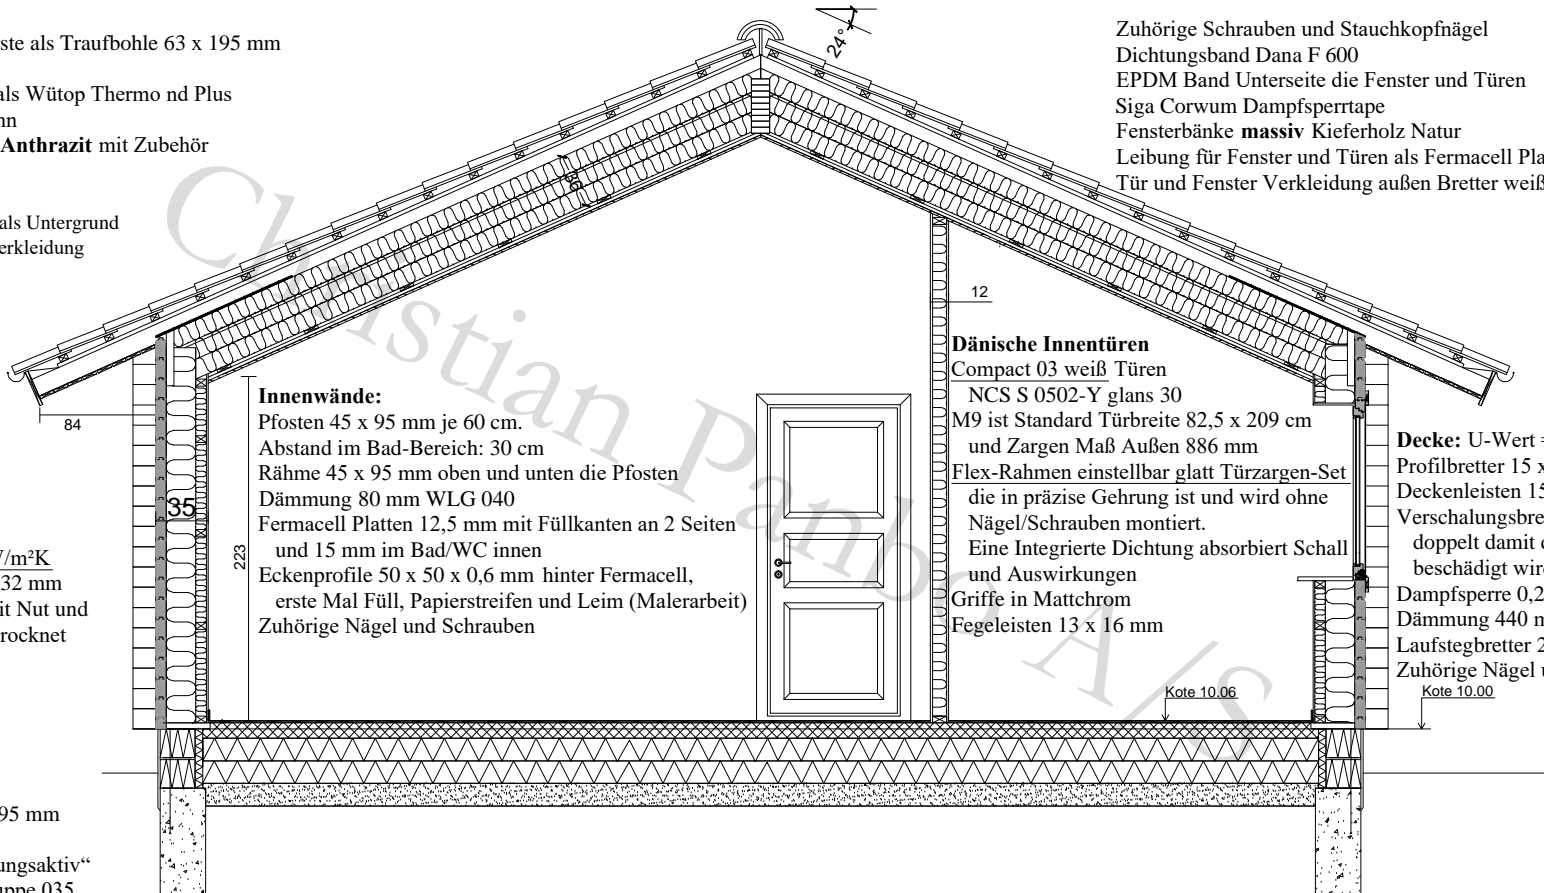 ste als Traufbohle 63 x 195 mm
als Wütop Thermo nd Plus
nn
Anthrazit mit Zubehör
als Untergrund
erkleidung
84
35
223
/m²K
32 mm
it Nut und
rocknet
95 mm
ungsaktiv“
uppe 035
24°
36
12
Innenwände:
Pfosten 45 x 95 mm je 60 cm.
Abstand im Bad-Bereich: 30 cm
Rähme 45 x 95 mm oben und unten die Pfosten
Dämmung 80 mm WLG 040
Fermacell Platten 12,5 mm mit Füllkanten an 2 Seiten
und 15 mm im Bad/WC innen
Eckenprofile 50 x 50 x 0,6 mm hinter Fermacell,
erste Mal Füll, Papierstreifen und Leim (Malerarbeit)
Zuhörige Nägel und Schrauben
Dänische Innentüren
Compact 03 weiß Türen
NCS S 0502-Y glans 30
M9 ist Standard Türbreite 82,5 x 209 cm
und Zargen Maß Außen 886 mm
Flex-Rahmen einstellbar glatt Türzargen-Set
die in präzise Gehrung ist und wird ohne
Nägel/Schrauben montiert.
Eine Integrierte Dichtung absorbiert Schall
und Auswirkungen
Griffe in Mattchrom
Fegeleisten 13 x 16 mm
Kote 10.06
Zuhörige Schrauben und Stauchkopfnägel
Dichtungsband Dana F 600
EPDM Band Unterseite die Fenster und Türen
Siga Corwum Dampfsperrtape
Fensterbänke massiv Kieferholz Natur
Leibung für Fenster und Türen als Fermacell Pla
Tür und Fenster Verkleidung außen Bretter weiß
Decke: U-Wert =
Profilbretter 15 x
Deckenleisten 15
Verschalungsbre
doppelt damit d
beschädigt wird
Dampfsperre 0,2
Dämmung 440 m
Laufstegbretter 2
Zuhörige Nägel u
Kote 10.00
Christian Panbo A/S